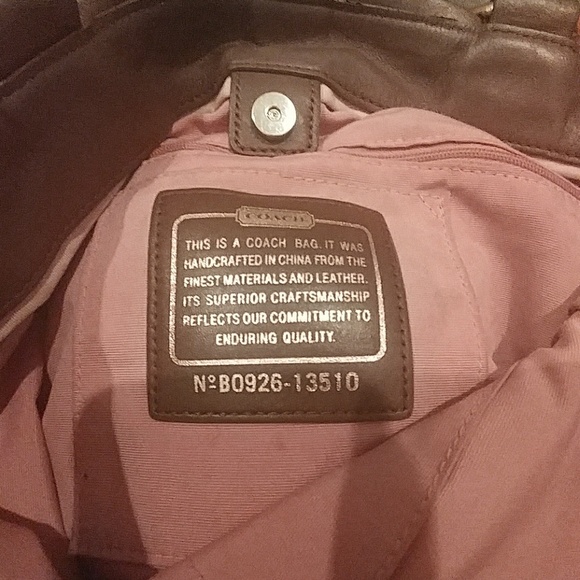 COACH
THIS IS A COACH BAG. IT WAS
HANDCRAFTED IN CHINA FROM THE
FINEST MATERIALS AND LEATHER.
ITS SUPERIOR CRAFTSMANSHIP
REFLECTS OUR COMMITMENT TO
ENDURING QUALITY.
NºB0926-13510